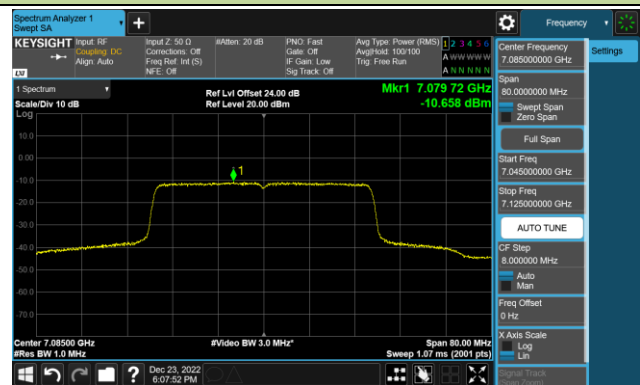 Spectrum Analyzer 1
Swept SA
Frequency
KEYSIGHT
Input: RF
Coupling: DC
Align: Auto
Input Z: 50 Ω
Corrections: Off
Freq Ref: Int (S)
NFE: Off
#Atten: 20 dB
PNO: Fast
Gate: Off
IF Gain: Low
Sig Track: Off
Avg Type: Power (RMS)
Avg|Hold: 100/100
Trig: Free Run
1 2 3 4 5 6
A W W W W W
A N N N N N
LXI
1 Spectrum
Scale/Div 10 dB
Log
Ref Lvl Offset 24.00 dB
Ref Level 20.00 dBm
Mkr1 7.079 72 GHz
-10.658 dBm
1
10.0
0.00
-10.0
-20.0
-30.0
-40.0
-50.0
-60.0
-70.0
Center 7.08500 GHz
#Res BW 1.0 MHz
#Video BW 3.0 MHz*
Span 80.00 MHz
Sweep 1.07 ms (2001 pts)
Dec 23, 2022
6:07:52 PM
Center Frequency
7.085000000 GHz
Span
80.0000000 MHz
Swept Span
Zero Span
Full Span
Start Freq
7.045000000 GHz
Stop Freq
7.125000000 GHz
AUTO TUNE
CF Step
8.000000 MHz
Auto
Man
Freq Offset
0 Hz
X Axis Scale
Log
Lin
Signal Track
(Span Zoom)
Settings